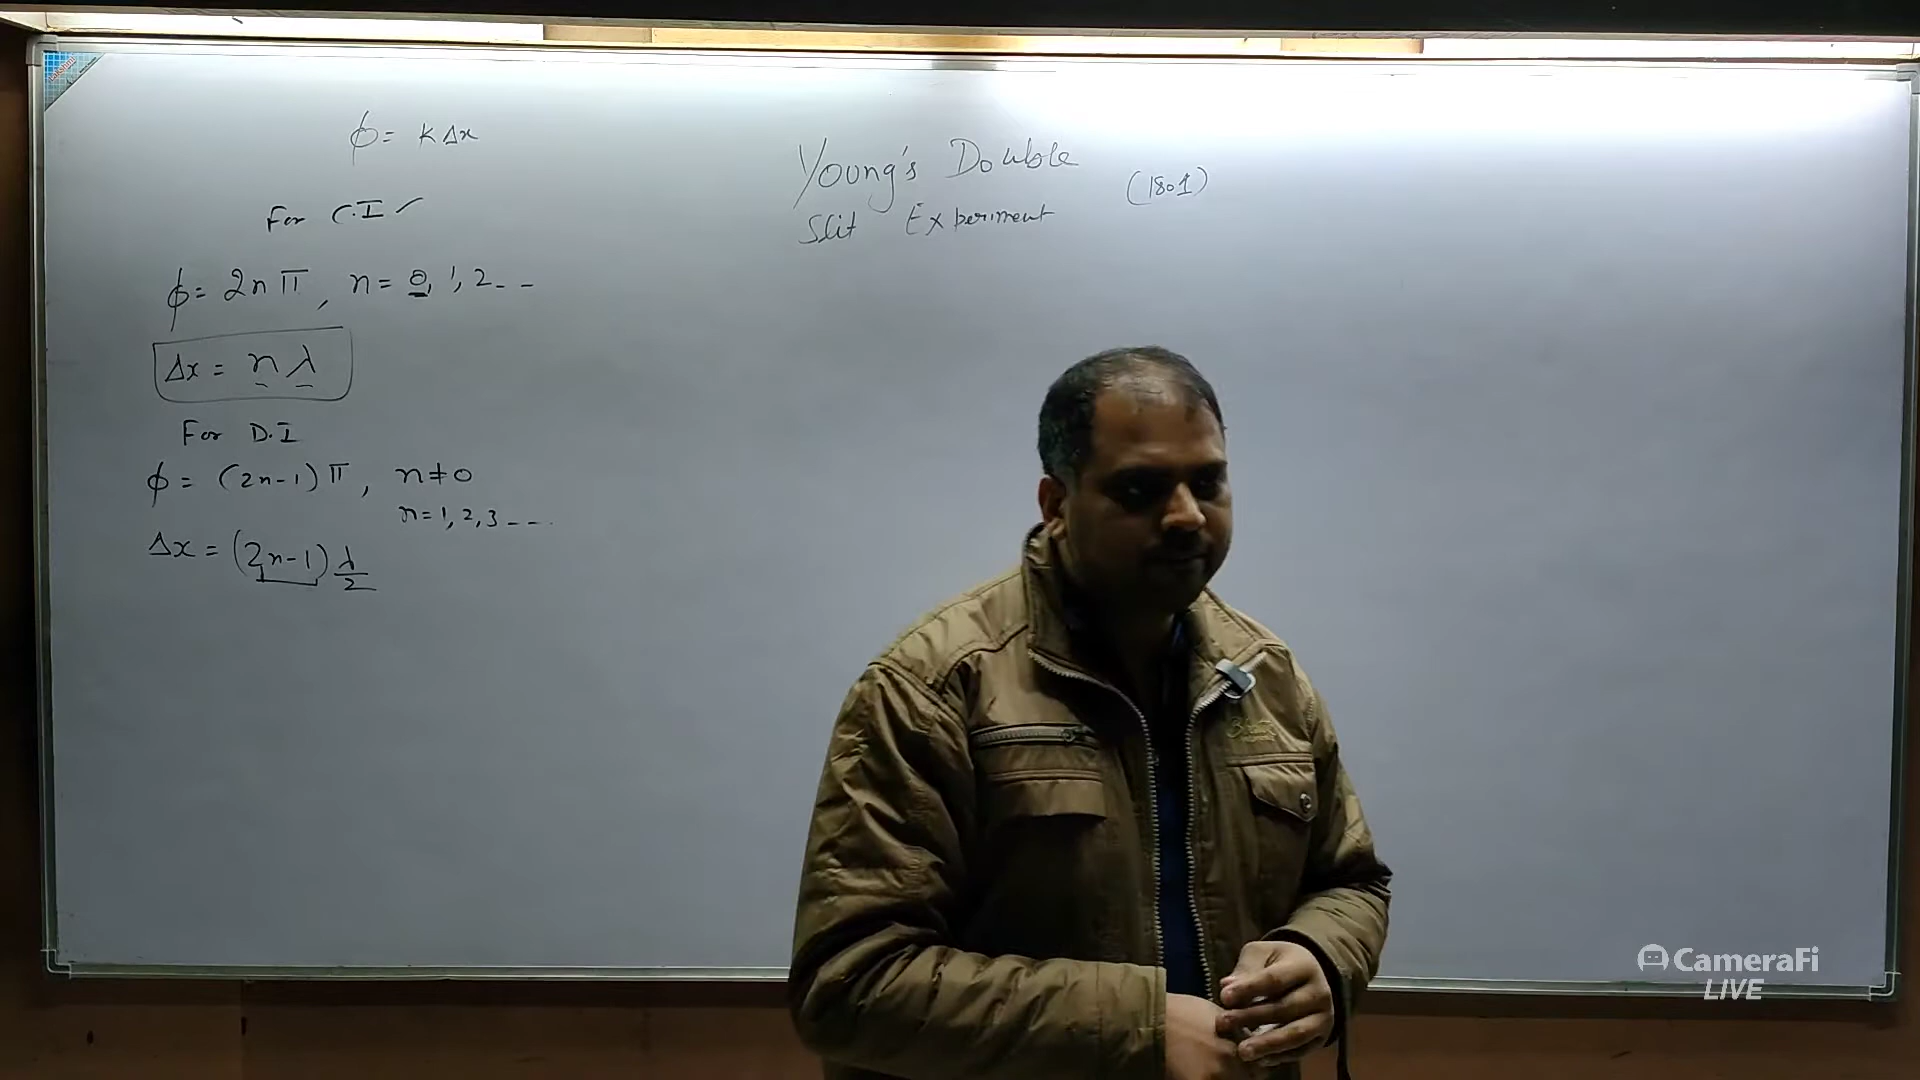 ϕ = K Δx
For C.I ✓
ϕ = 2nπ, n = 0, 1, 2 - -
Δx = nλ
For D.I
ϕ = (2n-1)π, n ≠ 0
n = 1, 2, 3 - - -
Δx = (2n-1) λ/2
Young's Double
Slit Experiment (1801)
CameraFi
LIVE